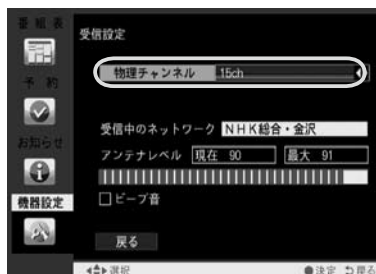 番組表
受信設定
物理チャンネル 15ch
予約
受信中のネットワーク NHK総合・金沢
お知らせ
アンテナレベル 現在 90 最大 91
機器設定
ビープ音
戻る
選択 決定 戻る